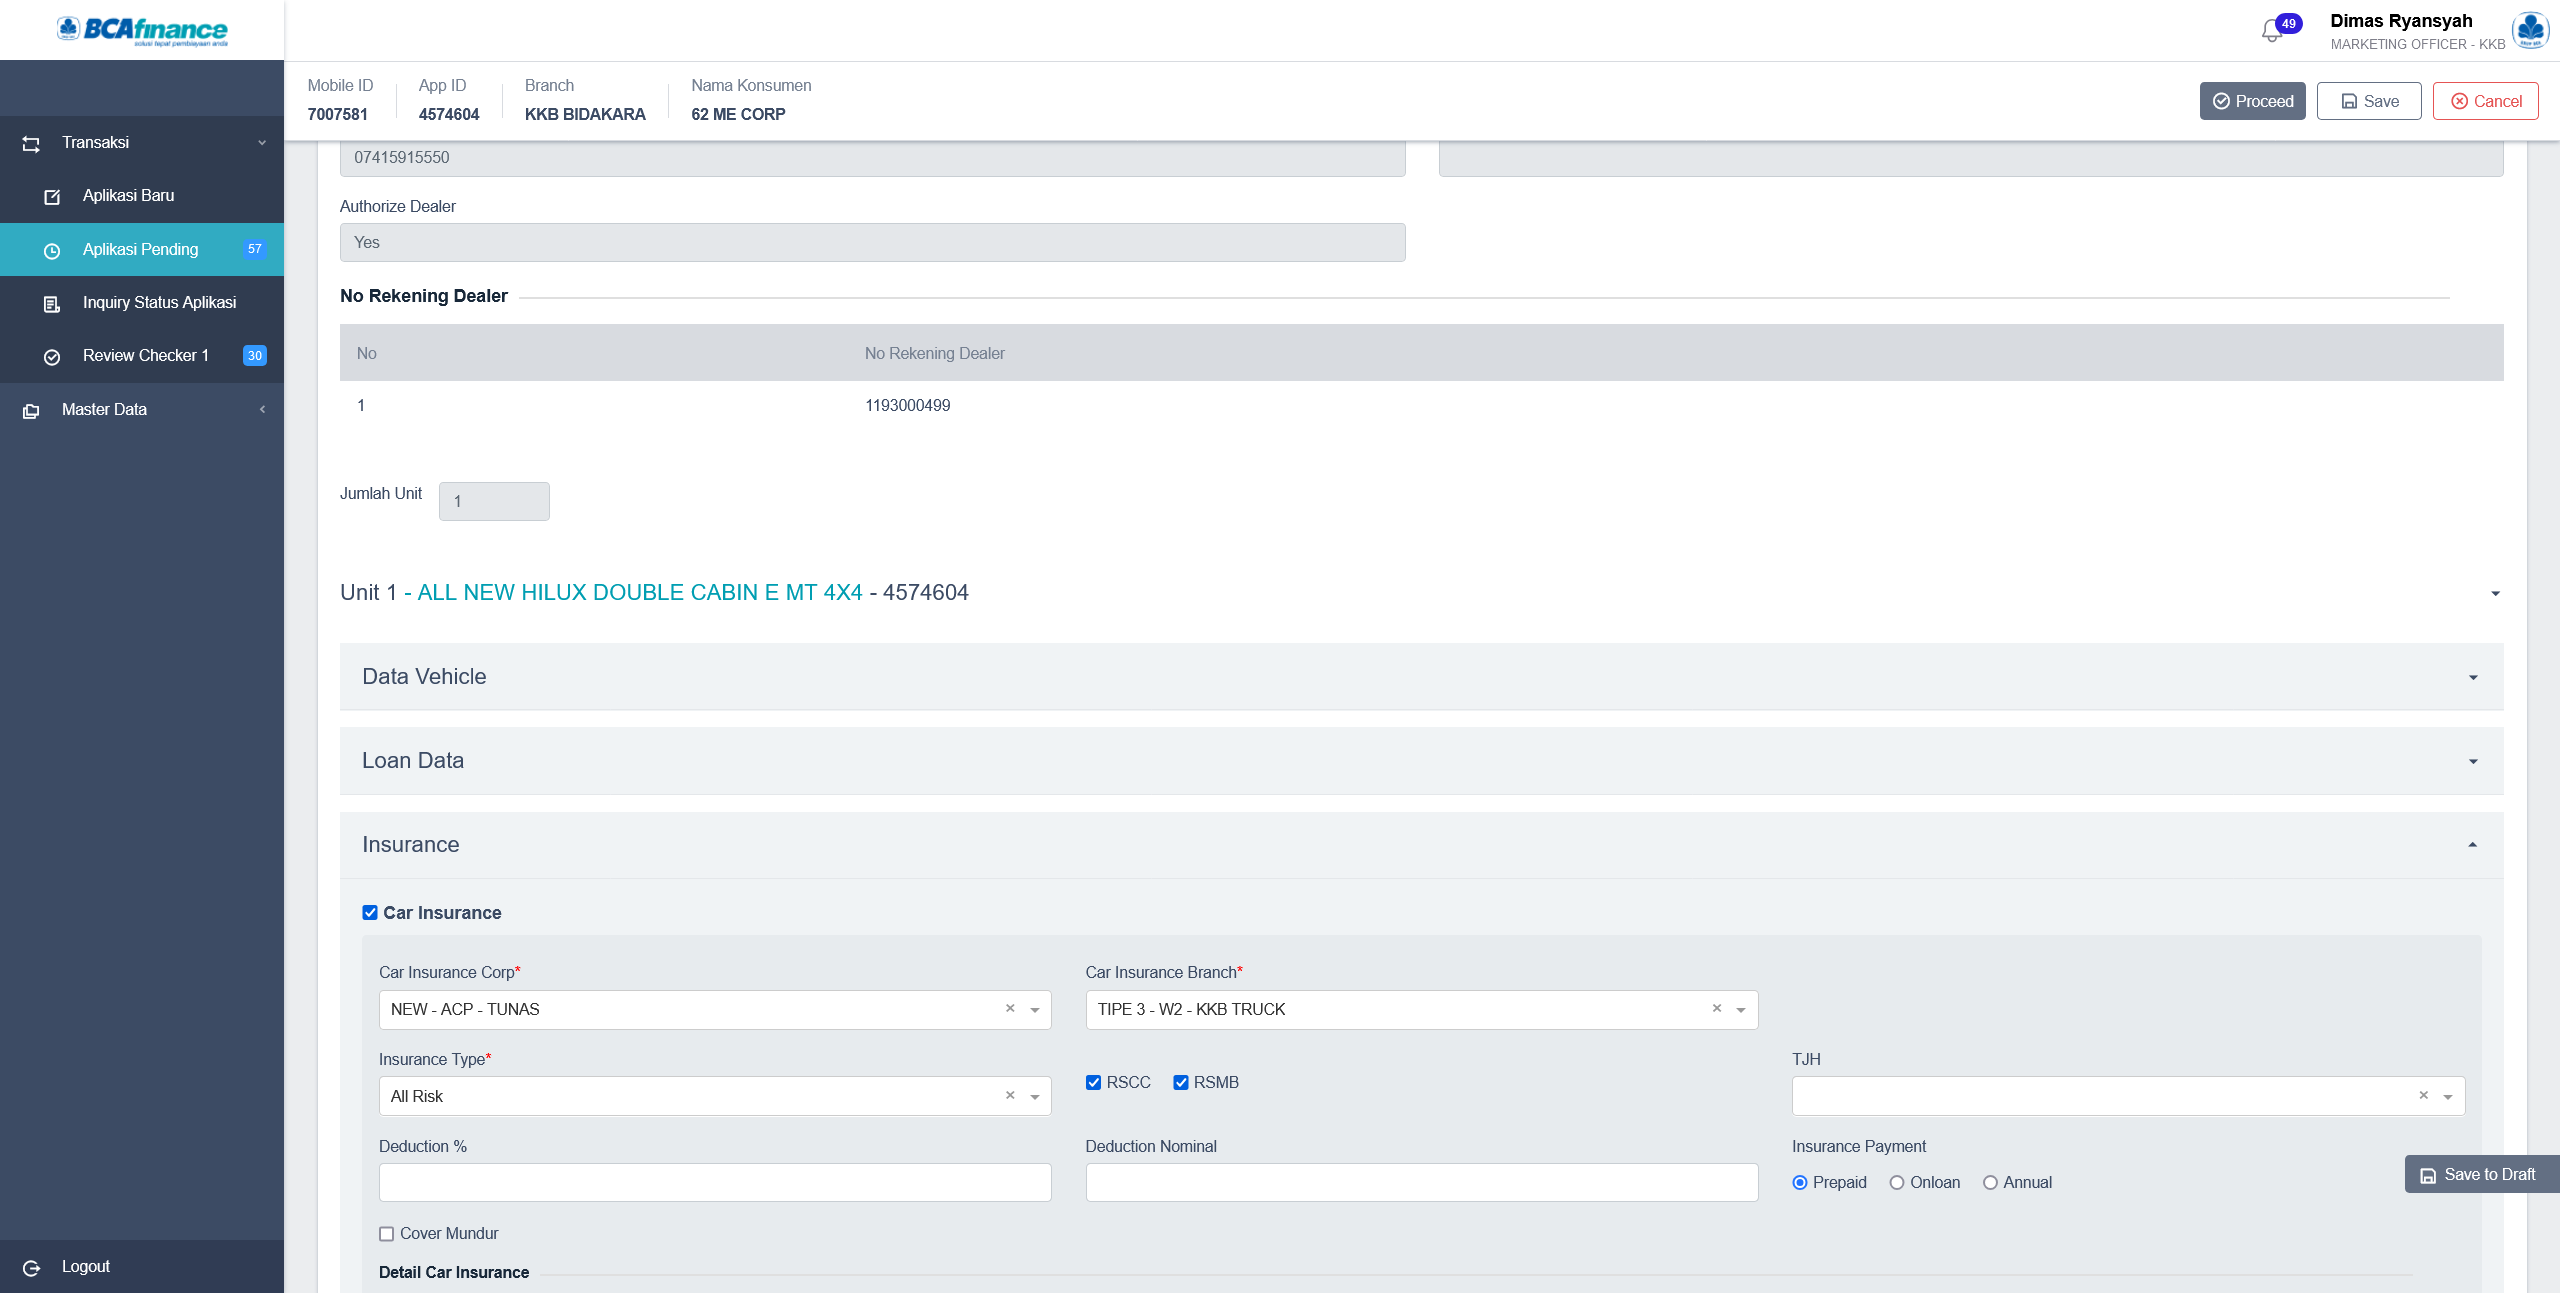 BCAfinance
solusi tepat pembiayaan anda
49
Dimas Ryansyah
MARKETING OFFICER - KKB
Mobile ID
7007581
App ID
4574604
Branch
KKB BIDAKARA
Nama Konsumen
62 ME CORP
Proceed
Save
Cancel
Transaksi
Aplikasi Baru
Aplikasi Pending
57
Inquiry Status Aplikasi
Review Checker 1
30
Master Data
Logout
07415915550
Authorize Dealer
Yes
No Rekening Dealer
No
No Rekening Dealer
1
1193000499
Jumlah Unit
1
Unit 1 - ALL NEW HILUX DOUBLE CABIN E MT 4X4 - 4574604
Data Vehicle
Loan Data
Insurance
Car Insurance
Car Insurance Corp*
Car Insurance Branch*
NEW - ACP - TUNAS
TIPE 3 - W2 - KKB TRUCK
Insurance Type*
TJH
All Risk
RSCC
RSMB
Deduction %
Deduction Nominal
Insurance Payment
Prepaid
Onloan
Annual
Save to Draft
Cover Mundur
Detail Car Insurance